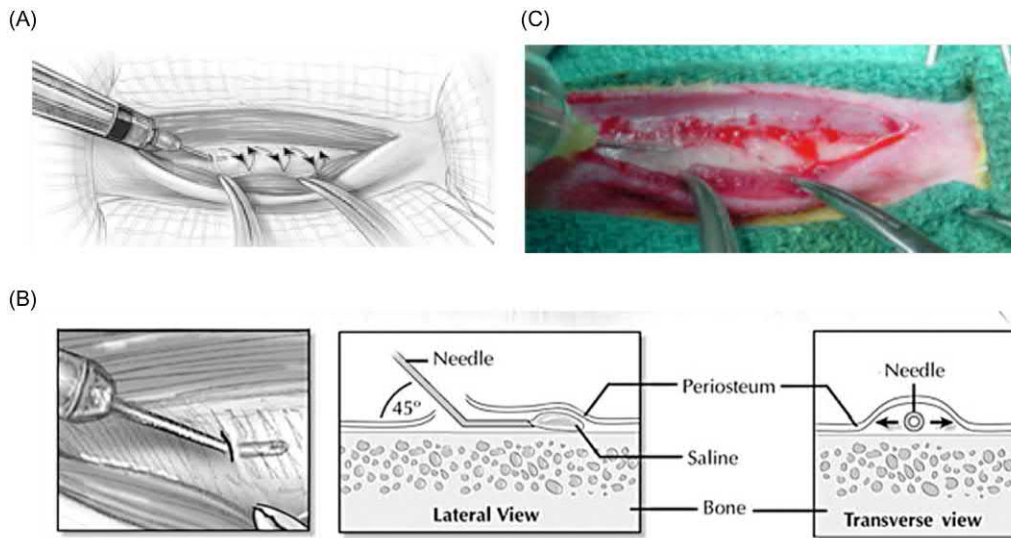 (A)
(C)
(B)
Needle
45°
Periosteum
Needle
Saline
Bone
Lateral View
Transverse view